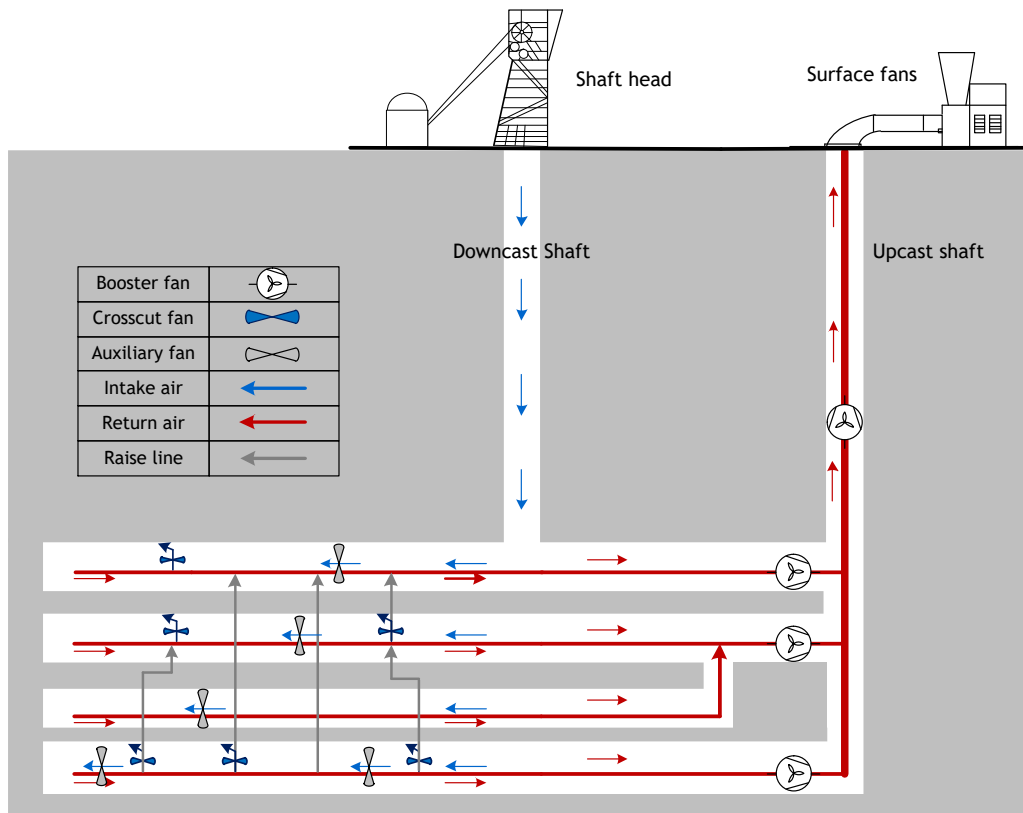 Shaft head
Surface fans
Downcast Shaft
Upcast shaft
Booster fan
Crosscut fan
Auxiliary fan
Intake air
Return air
Raise line